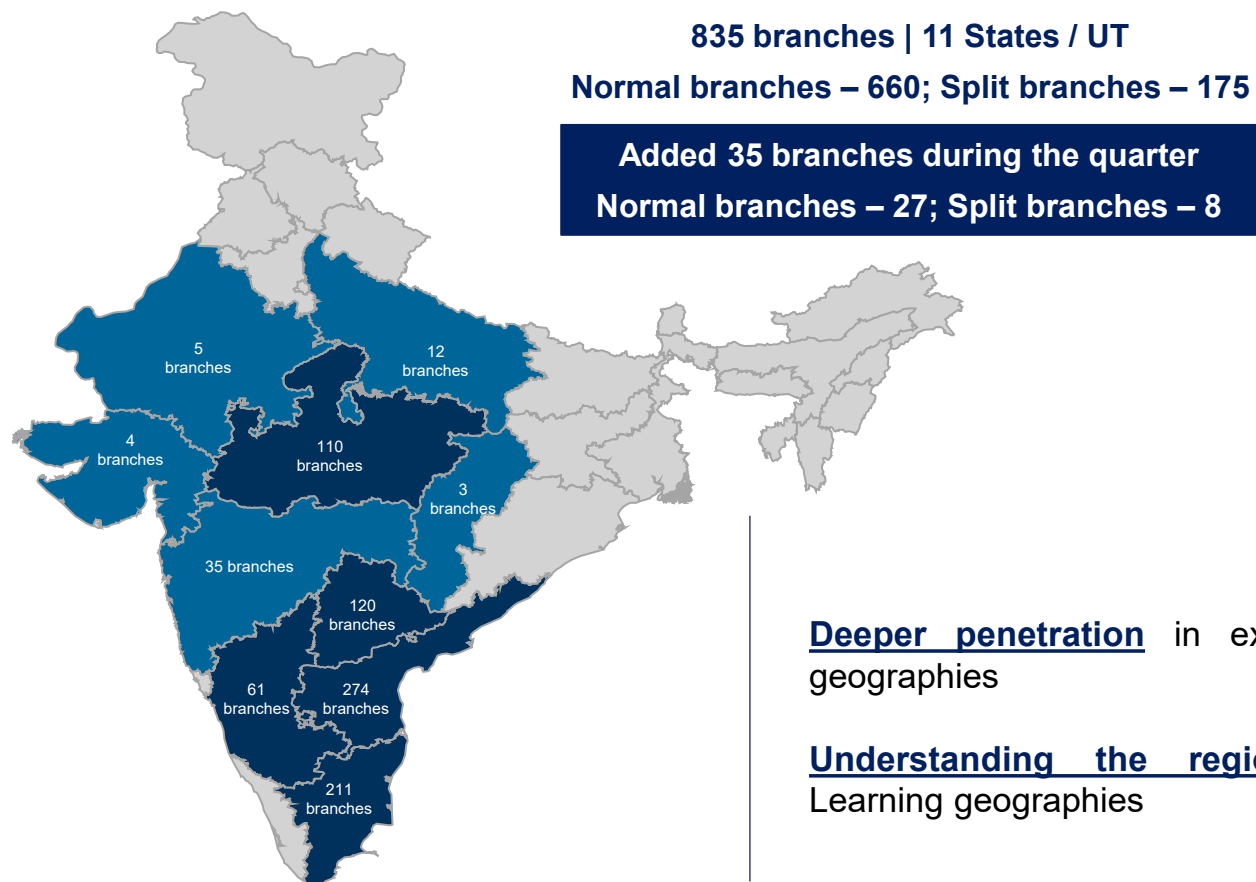 835 branches | 11 States / UT
Normal branches – 660; Split branches – 175
Added 35 branches during the quarter
Normal branches – 27; Split branches – 8
5
branches
12
branches
4
branches
110
branches
3
branches
35 branches
120
branches
61
branches
274
branches
211
branches
Deeper penetration in
geographies
Understanding the
Learning geographies